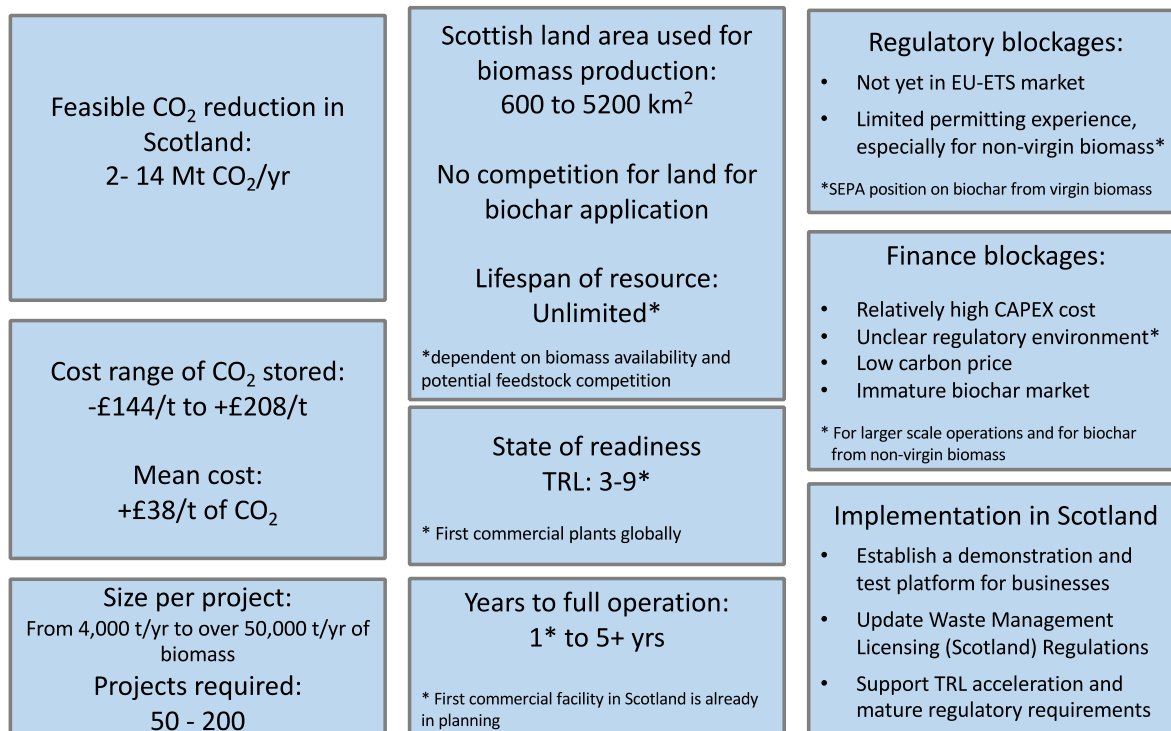 Feasible CO₂ reduction in
Scotland:
2- 14 Mt CO₂/yr
Cost range of CO₂ stored:
-£144/t to +£208/t
Mean cost:
+£38/t of CO₂
Size per project:
From 4,000 t/yr to over 50,000 t/yr of
biomass
Projects required:
50 - 200
Scottish land area used for
biomass production:
600 to 5200 km²
No competition for land for
biochar application
Lifespan of resource:
Unlimited*
*dependent on biomass availability and
potential feedstock competition
State of readiness
TRL: 3-9*
* First commercial plants globally
Years to full operation:
1* to 5+ yrs
* First commercial facility in Scotland is already
in planning
Regulatory blockages:
• Not yet in EU-ETS market
• Limited permitting experience,
especially for non-virgin biomass*
*SEPA position on biochar from virgin biomass
Finance blockages:
• Relatively high CAPEX cost
• Unclear regulatory environment*
• Low carbon price
• Immature biochar market
* For larger scale operations and for biochar
from non-virgin biomass
Implementation in Scotland
• Establish a demonstration and
test platform for businesses
• Update Waste Management
Licensing (Scotland) Regulations
• Support TRL acceleration and
mature regulatory requirements